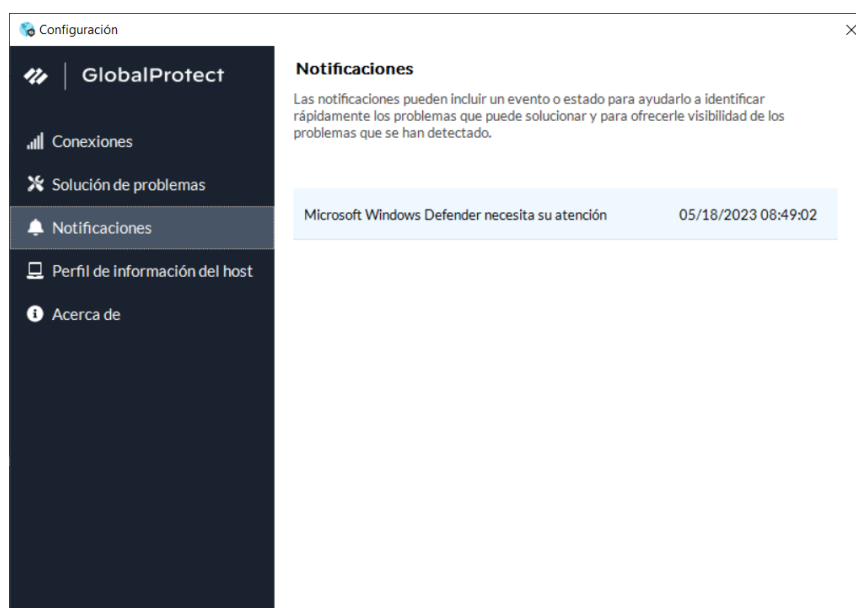 Configuración
GlobalProtect
Conexiones
Solución de problemas
Notificaciones
Perfil de información del host
Acerca de
Notificaciones
Las notificaciones pueden incluir un evento o estado para ayudarlo a identificar
rápidamente los problemas que puede solucionar y para ofrecerle visibilidad de los
problemas que se han detectado.
Microsoft Windows Defender necesita su atención 05/18/2023 08:49:02